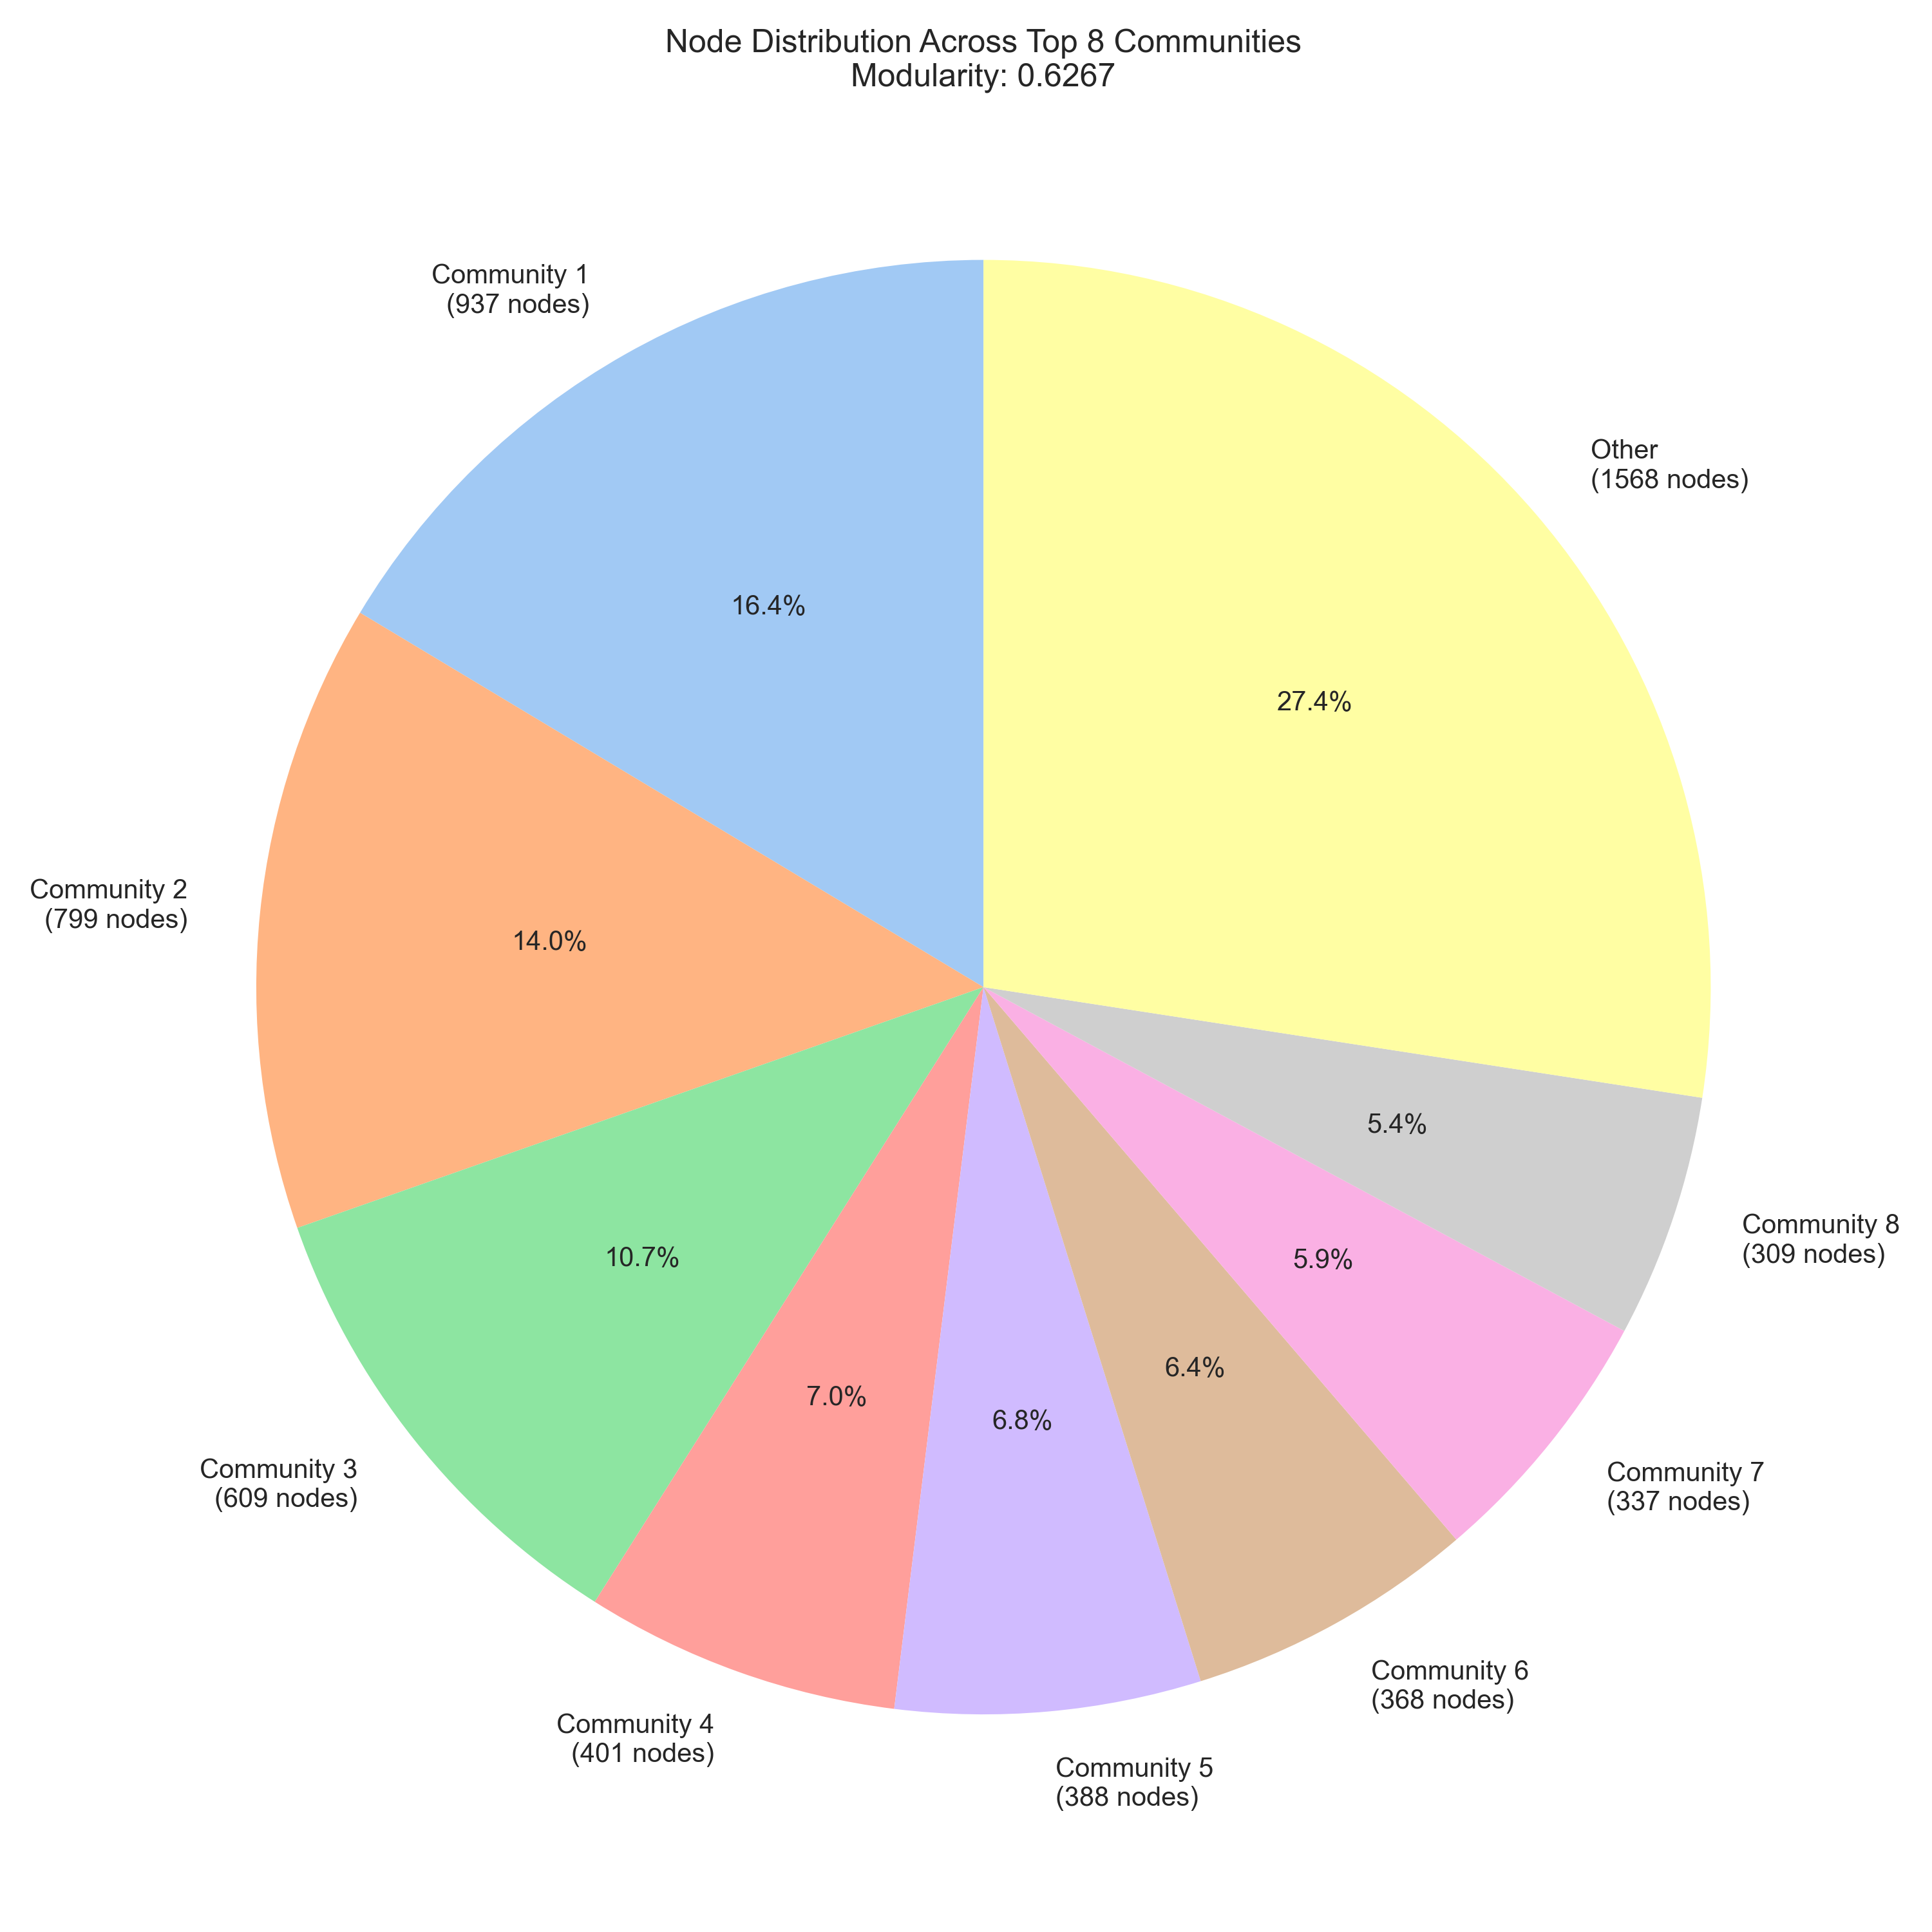 Node Distribution Across Top 8 Communities
Modularity: 0.6267
Community 1
(937 nodes)
16.4%
Other
(1568 nodes)
27.4%
Community 2
(799 nodes)
14.0%
Community 3
(609 nodes)
10.7%
Community 4
(401 nodes)
7.0%
Community 5
(388 nodes)
6.8%
Community 6
(368 nodes)
6.4%
Community 7
(337 nodes)
5.9%
Community 8
(309 nodes)
5.4%